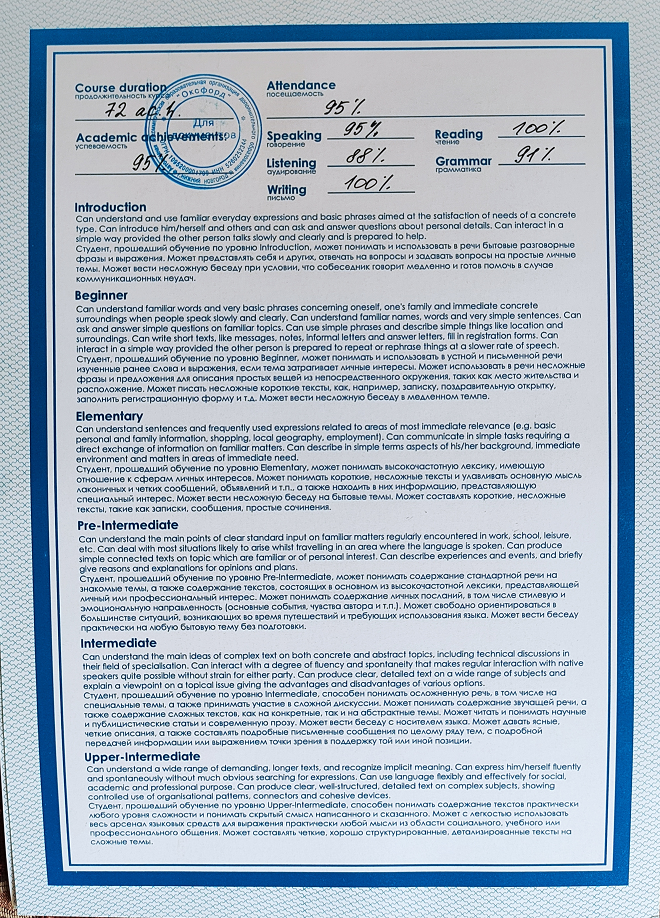 Course duration
продолжительность курса
72 ac. h.
Attendance
посещаемость
95%
Academic achievements:
успеваемость
95%
"Оксфорд"
Для
документов
Speaking 95%
говорение
Reading 100%
чтение
Listening 88%
аудирование
Grammar 91%
грамматика
Writing 100%
письмо
Introduction
Can understand and use familiar everyday expressions and basic phrases aimed at the satisfaction of needs of a concrete
type. Can introduce him/herself and others and can ask and answer questions about personal details. Can interact in a
simple way provided the other person talks slowly and clearly and is prepared to help.
Студент, прошедший обучение по уровню Introduction, может понимать и использовать в речи бытовые разговорные
фразы и выражения. Может представлять себя и других, отвечать на вопросы и задавать вопросы на простые личные
темы. Может вести несложную беседу при условии, что собеседник говорит медленно и готов помочь в случае
коммуникационных неудач.
Beginner
Can understand familiar words and very basic phrases concerning oneself, one's family and immediate concrete
surroundings when people speak slowly and clearly. Can understand familiar names, words and very simple sentences. Can
ask and answer simple questions on familiar topics. Can use simple phrases and describe simple things like location and
surroundings. Can write short texts, like messages, notes, informal letters and answer letters, fill in registration forms. Can
interact in a simple way provided the other person is prepared to repeat or rephrase things at a slower rate of speech.
Студент, прошедший обучение по уровню Beginner, может понимать и использовать в устной и письменной речи
изученные ранее слова и выражения, если тема затрагивает личные интересы. Может использовать в речи несложные
фразы и предложения для описания простых вещей из непосредственного окружения, таких как место жительства и
расположение. Может писать несложные короткие тексты, как, например, записку, поздравительную открытку,
заполнить регистрационную форму и т.д. Может вести несложную беседу в медленном темпе.
Elementary
Can understand sentences and frequently used expressions related to areas of most immediate relevance (e.g. basic
personal and family information, shopping, local geography, employment). Can communicate in simple tasks requiring a
direct exchange of information on familiar matters. Can describe in simple terms aspects of his/her background, immediate
environment and matters in areas of immediate need.
Студент, прошедший обучение по уровню Elementary, может понимать высокочастотную лексику, имеющую
отношение к сферам личных интересов. Может понимать короткие, несложные тексты и улавливать основную мысль
лаконичных и четких сообщений, объявлений и т.п., а также находить в них информацию, представляющую
специальный интерес. Может вести несложную беседу на бытовые темы. Может составлять короткие, несложные
тексты, такие как записки, сообщения, простые сочинения.
Pre-Intermediate
Can understand the main points of clear standard input on familiar matters regularly encountered in work, school, leisure,
etc. Can deal with most situations likely to arise whilst travelling in an area where the language is spoken. Can produce
simple connected texts on topic which are familiar or of personal interest. Can describe experiences and events, and briefly
give reasons and explanations for opinions and plans.
Студент, прошедший обучение по уровню Pre-Intermediate, может понимать содержание стандартной речи на
знакомые темы, а также содержание текстов, состоящих в основном из высокочастотной лексики, представляющей
личный или профессиональный интерес. Может понимать содержание личных посланий, в том числе стилевую и
эмоциональную направленность (основные события, чувства автора и т.п.). Может свободно ориентироваться в
большинстве ситуаций, возникающих во время путешествий и требующих использования языка. Может вести беседу
практически на любую бытовую тему без подготовки.
Intermediate
Can understand the main ideas of complex text on both concrete and abstract topics, including technical discussions in
their field of specialisation. Can interact with a degree of fluency and spontaneity that makes regular interaction with native
speakers quite possible without strain for either party. Can produce clear, detailed text on a wide range of subjects and
explain a viewpoint on a topical issue giving the advantages and disadvantages of various options.
Студент, прошедший обучение по уровню Intermediate, способен понимать осложненную речь, в том числе на
специальные темы, а также принимать участие в сложной дискуссии. Может понимать содержание звучащей речи, а
также содержание сложных текстов, как на конкретные, так и на абстрактные темы. Может читать и понимать научные
и публицистические статьи и современную прозу. Может вести беседу с носителем языка. Может давать ясные,
четкие описания, а также составлять подробные письменные сообщения по целому ряду тем, с подробной
передачей информации или выражением точки зрения в поддержку той или иной позиции.
Upper-Intermediate
Can understand a wide range of demanding, longer texts, and recognize implicit meaning. Can express him/herself fluently
and spontaneously without much obvious searching for expressions. Can use language flexibly and effectively for social,
academic and professional purpose. Can produce clear, well-structured, detailed text on complex subjects, showing
controlled use of organisational patterns, connectors and cohesive devices.
Студент, прошедший обучение по уровню Upper-Intermediate, способен понимать содержание текстов практически
любого уровня сложности и понимать скрытый смысл написанного и сказанного. Может с легкостью использовать
весь арсенал языковых средств для выражения практически любой мысли из области социального, учебного или
профессионального общения. Может составлять четкие, хорошо структурированные, детализированные тексты на
сложные темы.